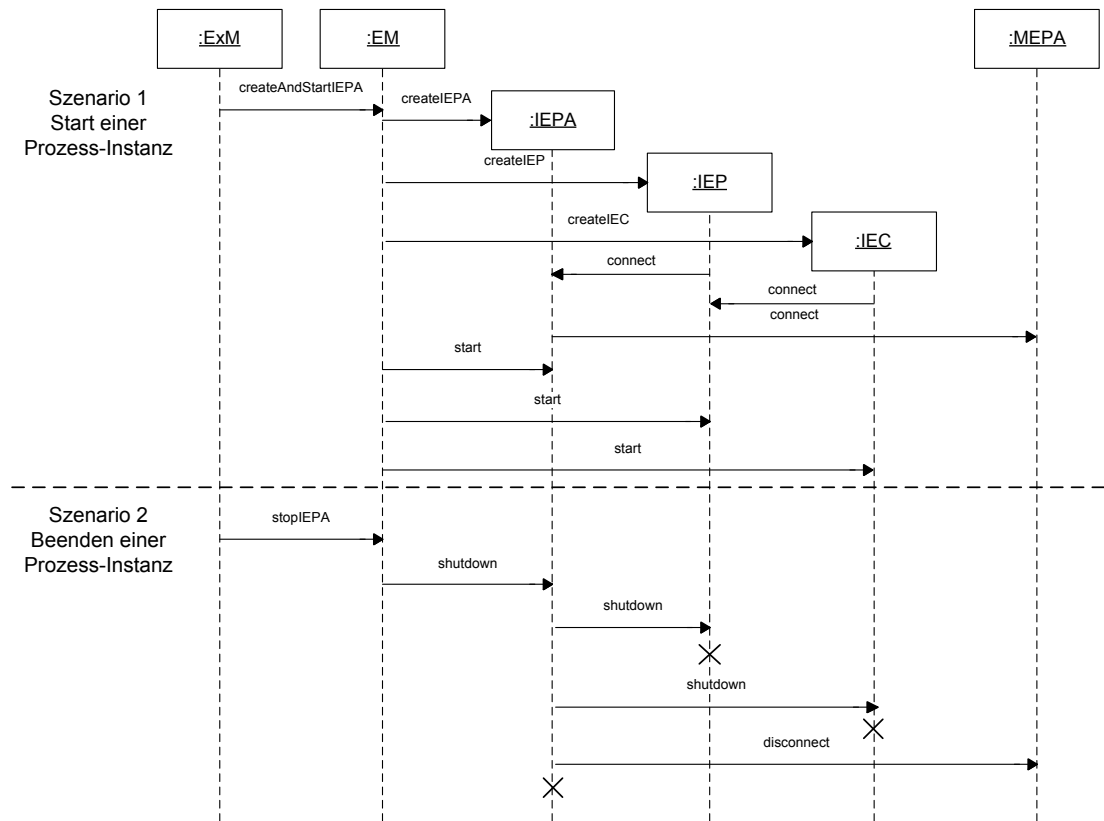 :ExM
:EM
:MEPA
Szenario 1
Start einer
Prozess-Instanz
createAndStartIEPA
createIEPA
:IEPA
createIEP
:IEP
createIEC
:IEC
connect
connect
connect
start
start
start
Szenario 2
Beenden einer
Prozess-Instanz
stopIEPA
shutdown
shutdown
shutdown
disconnect